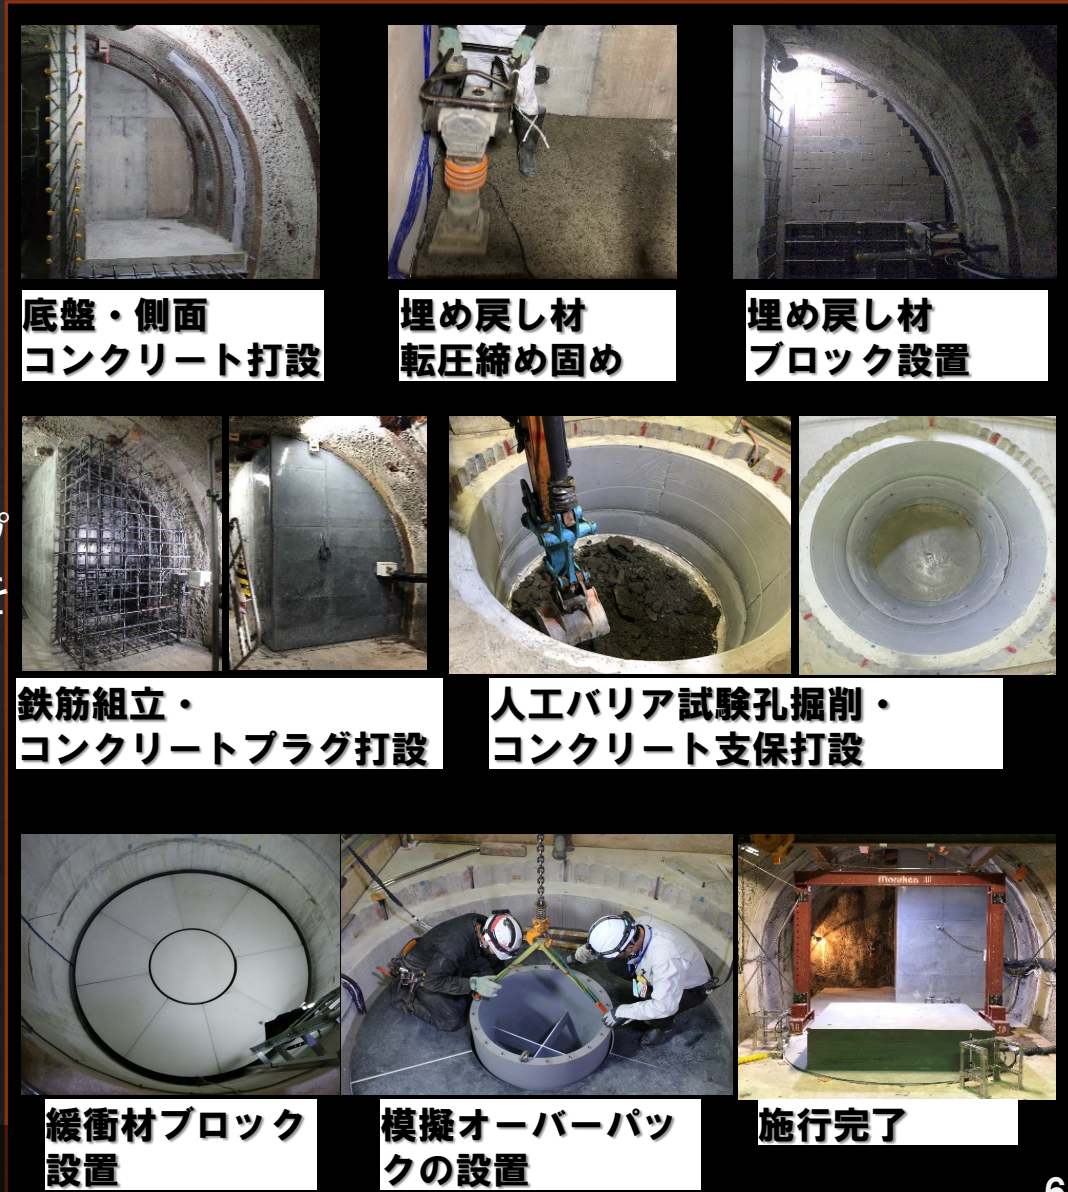 底盤・側面
コンクリート打設
埋め戻し材
転圧締め固め
埋め戻し材
ブロック設置
プ
と
鉄筋組立・
コンクリートプラグ打設
人工バリア試験孔掘削・
コンクリート支保打設
Maruken
緩衝材ブロック
設置
模擬オーバーパッ
クの設置
施行完了
6